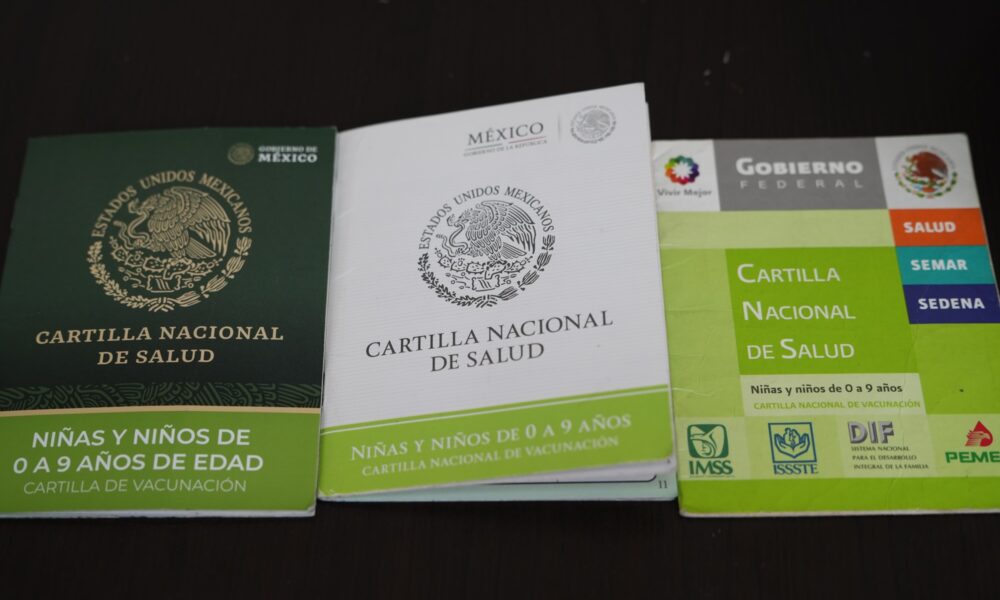 GOBIERNO DE
MÉXICO
ESTADOS UNIDOS MEXICANOS
CARTILLA NACIONAL
DE SALUD
NIÑAS Y NIÑOS DE
0 A 9 AÑOS DE EDAD
CARTILLA DE VACUNACIÓN
MÉXICO
GOBIERNO DE LA REPÚBLICA
ESTADOS UNIDOS MEXICANOS
CARTILLA NACIONAL
DE SALUD
NIÑAS Y NIÑOS DE 0 A 9 AÑOS
CARTILLA NACIONAL DE VACUNACIÓN
11
Vivir Mejor
GOBIERNO
FEDERAL
SALUD
SEMAR
SEDENA
CARTILLA
NACIONAL
DE SALUD
Niñas y niños de 0 a 9 años
CARTILLA NACIONAL DE VACUNACIÓN
IMSS
ISSSTE
DIF
SISTEMA NACIONAL
PARA EL DESARROLLO
INTEGRAL DE LA FAMILIA
PEME